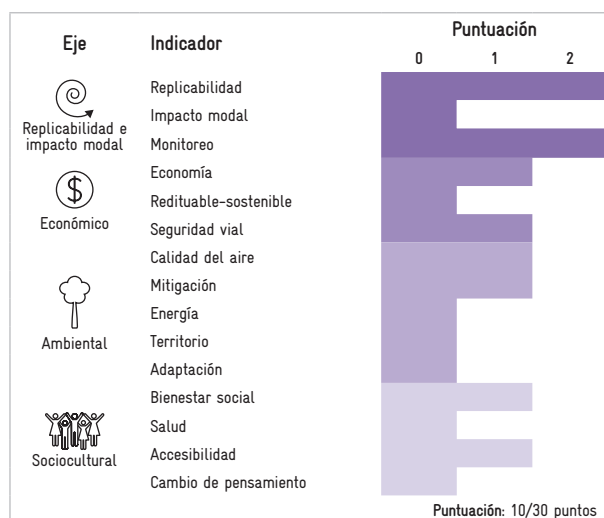 Eje
Indicador
Puntuación
0
1
2
Replicabilidad e
impacto modal
Replicabilidad
Impacto modal
Monitoreo
$
Económico
Economía
Redituable-sostenible
Seguridad vial
Ambiental
Calidad del aire
Mitigación
Energía
Territorio
Adaptación
Sociocultural
Bienestar social
Salud
Accesibilidad
Cambio de pensamiento
Puntuación: 10/30 puntos